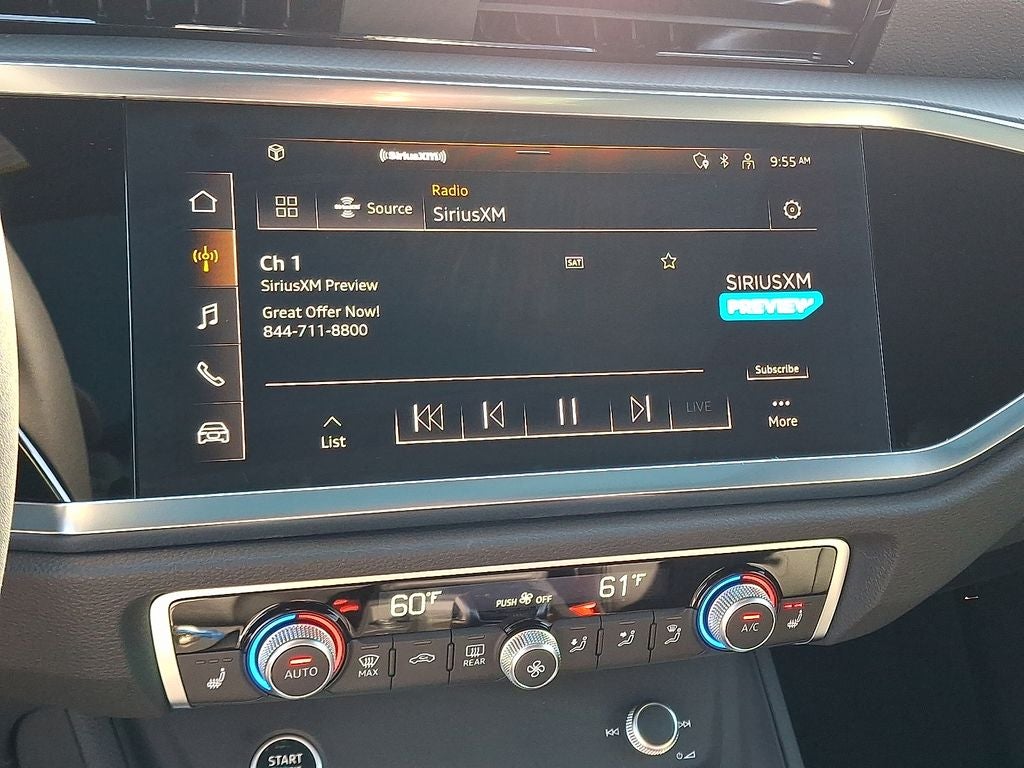 ((SiriusXM))
9:55 AM
Radio
Source
SiriusXM
Ch 1
SAT
SiriusXM Preview
SIRIUSXM
PREVIEW
Great Offer Now!
844-711-8800
Subscribe
List
LIVE
More
60°F
PUSH OFF
61°F
AUTO
MAX
REAR
A/C
START